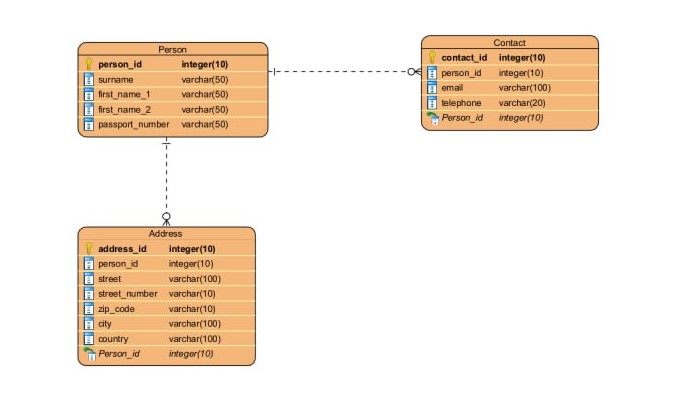 Person
person_id integer(10)
surname varchar(50)
first_name_1 varchar(50)
first_name_2 varchar(50)
passport_number varchar(50)
Contact
contact_id integer(10)
person_id integer(10)
email varchar(100)
telephone varchar(20)
Person_id integer(10)
Address
address_id integer(10)
person_id integer(10)
street varchar(100)
street_number varchar(10)
zip_code varchar(10)
city varchar(100)
country varchar(100)
Person_id integer(10)